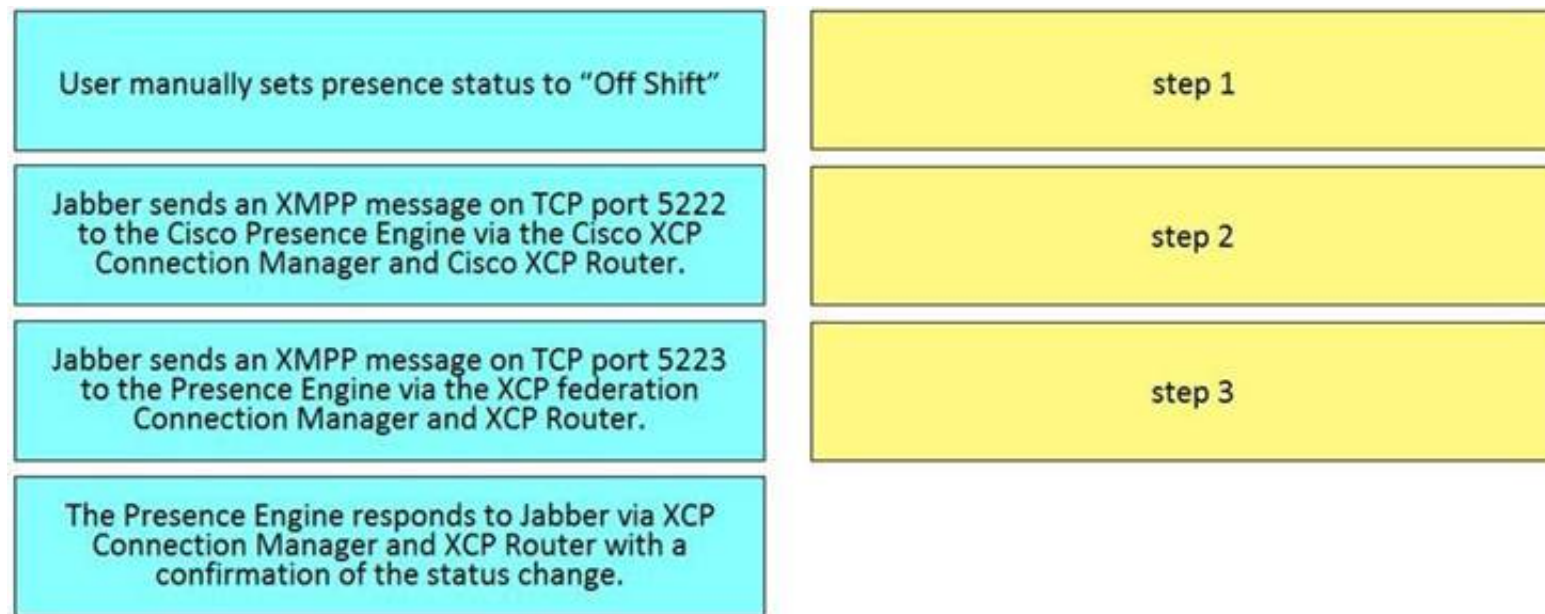 User manually sets presence status to “Off Shift”
step 1
Jabber sends an XMPP message on TCP port 5222
to the Cisco Presence Engine via the Cisco XCP
Connection Manager and Cisco XCP Router.
step 2
Jabber sends an XMPP message on TCP port 5223
to the Presence Engine via the XCP federation
Connection Manager and XCP Router.
step 3
The Presence Engine responds to Jabber via XCP
Connection Manager and XCP Router with a
confirmation of the status change.